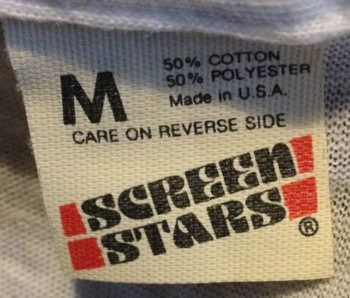 M
50% COTTON
50% POLYESTER
Made in U.S.A.
CARE ON REVERSE SIDE
SCREEN
STARS®